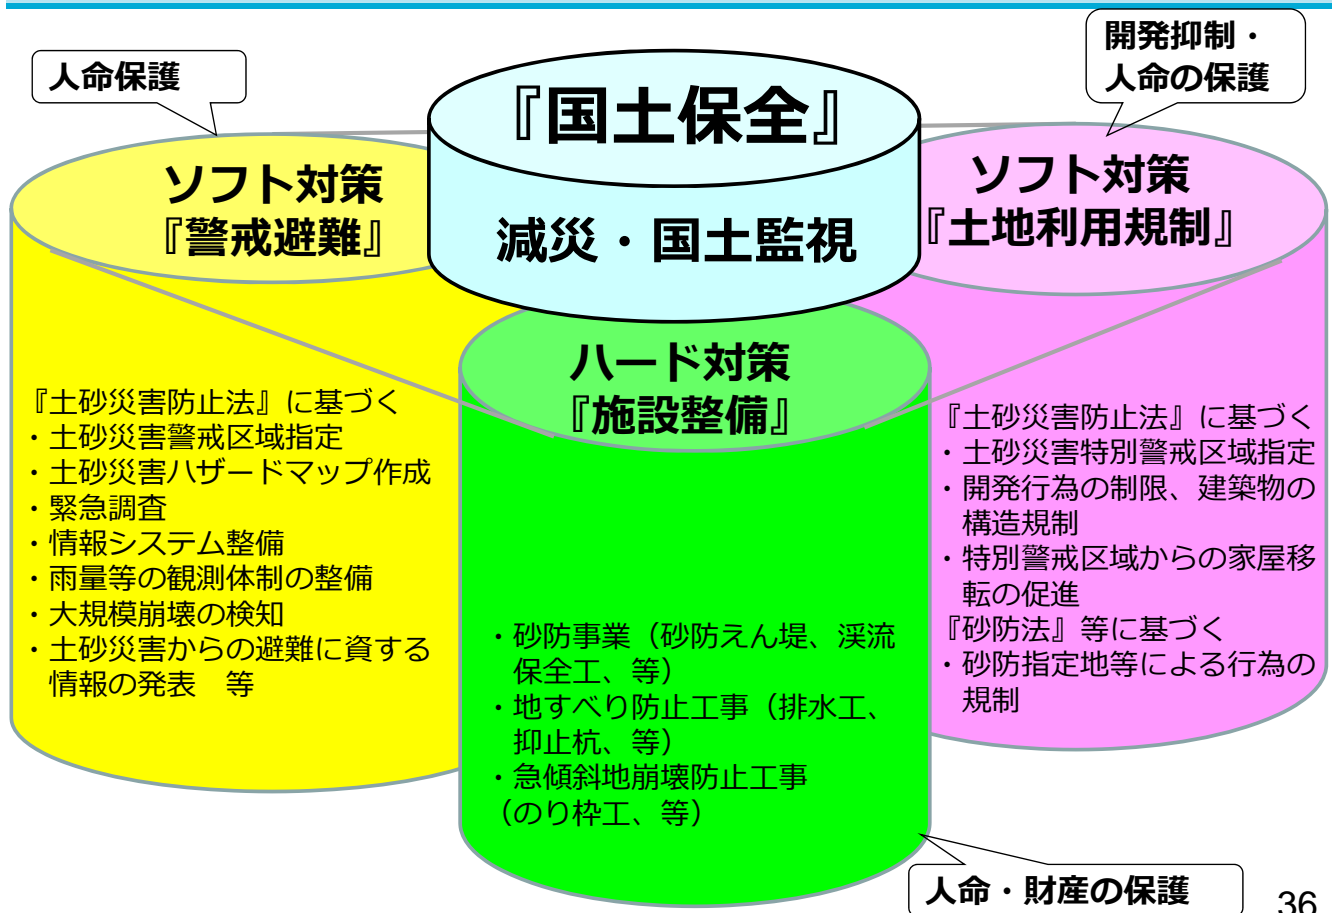 人命保護
開発抑制・
人命の保護
『国土保全』
減災・国土監視
ソフト対策
『警戒避難』
『土砂災害防止法』に基づく
・土砂災害警戒区域指定
・土砂災害ハザードマップ作成
・緊急調査
・情報システム整備
・雨量等の観測体制の整備
・大規模崩壊の検知
・土砂災害からの避難に資する
情報の発表　等
ハード対策
『施設整備』
・砂防事業（砂防えん堤、渓流
保全工、等）
・地すべり防止工事（排水工、
抑止杭、等）
・急傾斜地崩壊防止工事
（のり枠工、等）
ソフト対策
『土地利用規制』
『土砂災害防止法』に基づく
・土砂災害特別警戒区域指定
・開発行為の制限、建築物の
構造規制
・特別警戒区域からの家屋移
転の促進
『砂防法』等に基づく
・砂防指定地等による行為の
規制
人命・財産の保護
36